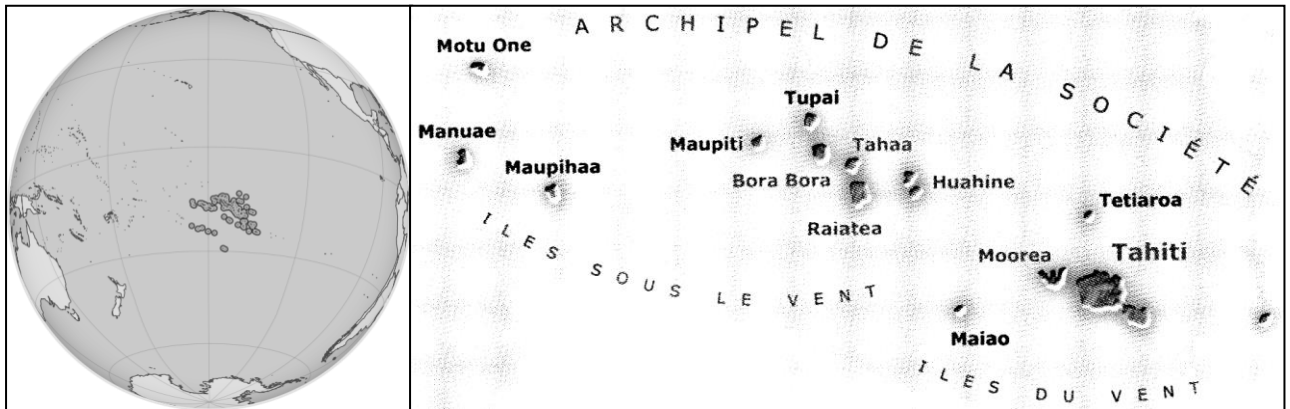 ARCHIPEL DE LA SOCIÉTÉ
Motu One
Tupai
Manuae
Maupiti
Tahaa
Maupihaa
Bora Bora
Huahine
Tetiaroa
Raiatea
Moorea
Tahiti
ILES SOUS LE VENT
Maiao
ILES DU VENT